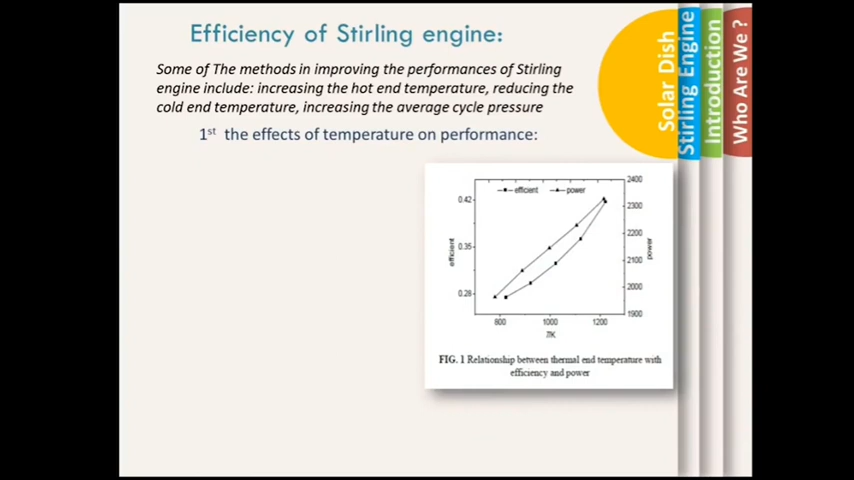 Efficiency of Stirling engine:
Some of The methods in improving the performances of Stirling
engine include: increasing the hot end temperature, reducing the
cold end temperature, increasing the average cycle pressure
1st the effects of temperature on performance:
Solar Dish
Stirling Engine
Introduction
Who Are We ?
efficient power
2400
0.42
2300
2200
0.35
2100
efficient
power
0.28
2000
1900
800 1000 1200
T/K
FIG. 1 Relationship between thermal end temperature with
efficiency and power